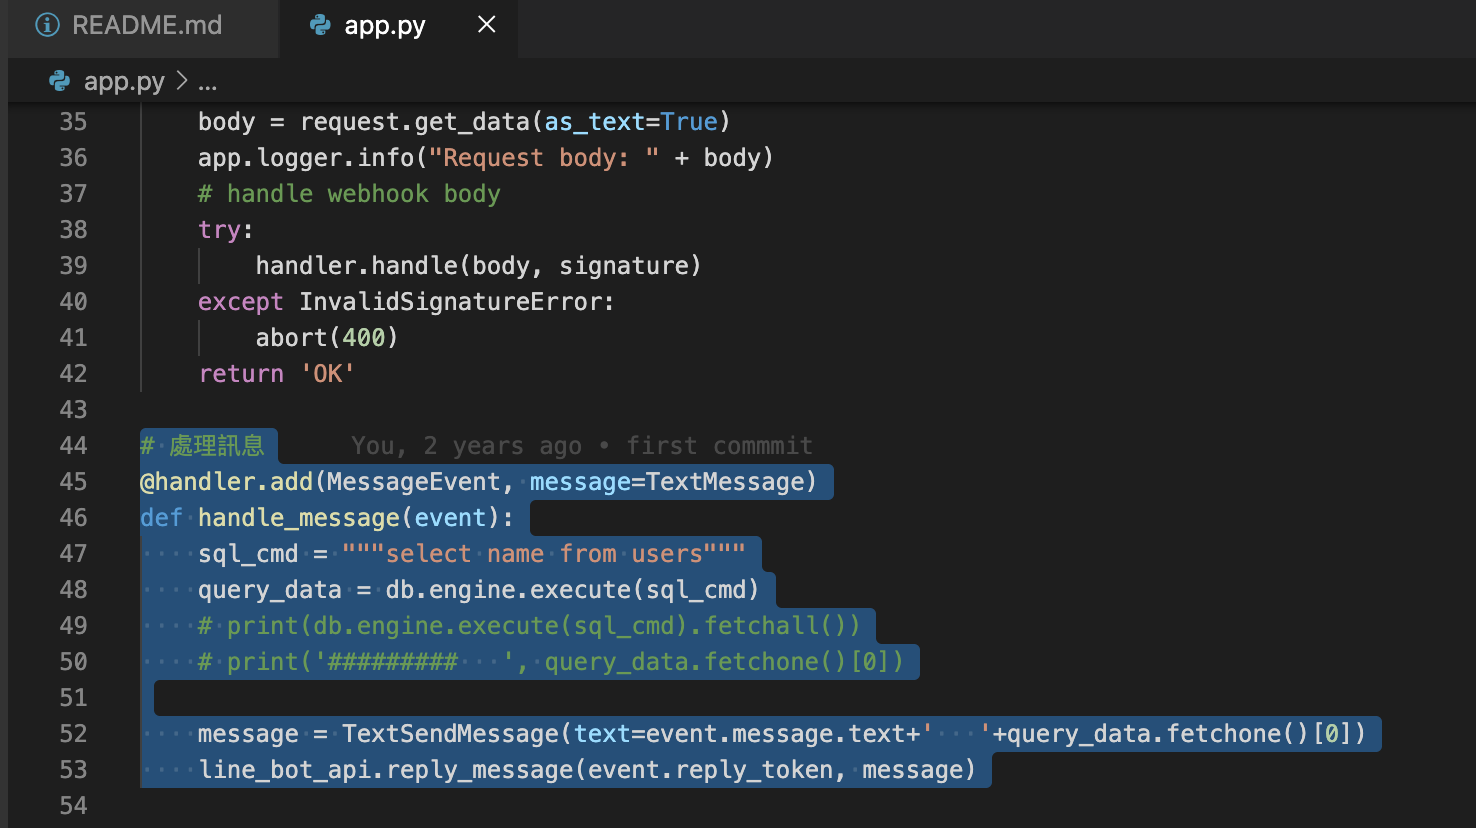 README.md app.py
app.py > ...
35 body = request.get_data(as_text=True)
36 app.logger.info("Request body: " + body)
37 # handle webhook body
38 try:
39 handler.handle(body, signature)
40 except InvalidSignatureError:
41 abort(400)
42 return 'OK'
43
44 # 處理訊息 You, 2 years ago • first commmit
45 @handler.add(MessageEvent, message=TextMessage)
46 def handle_message(event):
47 sql_cmd = """select name from users"""
48 query_data = db.engine.execute(sql_cmd)
49 # print(db.engine.execute(sql_cmd).fetchall())
50 # print('#########   ', query_data.fetchone()[0])
51
52 message = TextSendMessage(text=event.message.text+'   '+query_data.fetchone()[0])
53 line_bot_api.reply_message(event.reply_token, message)
54